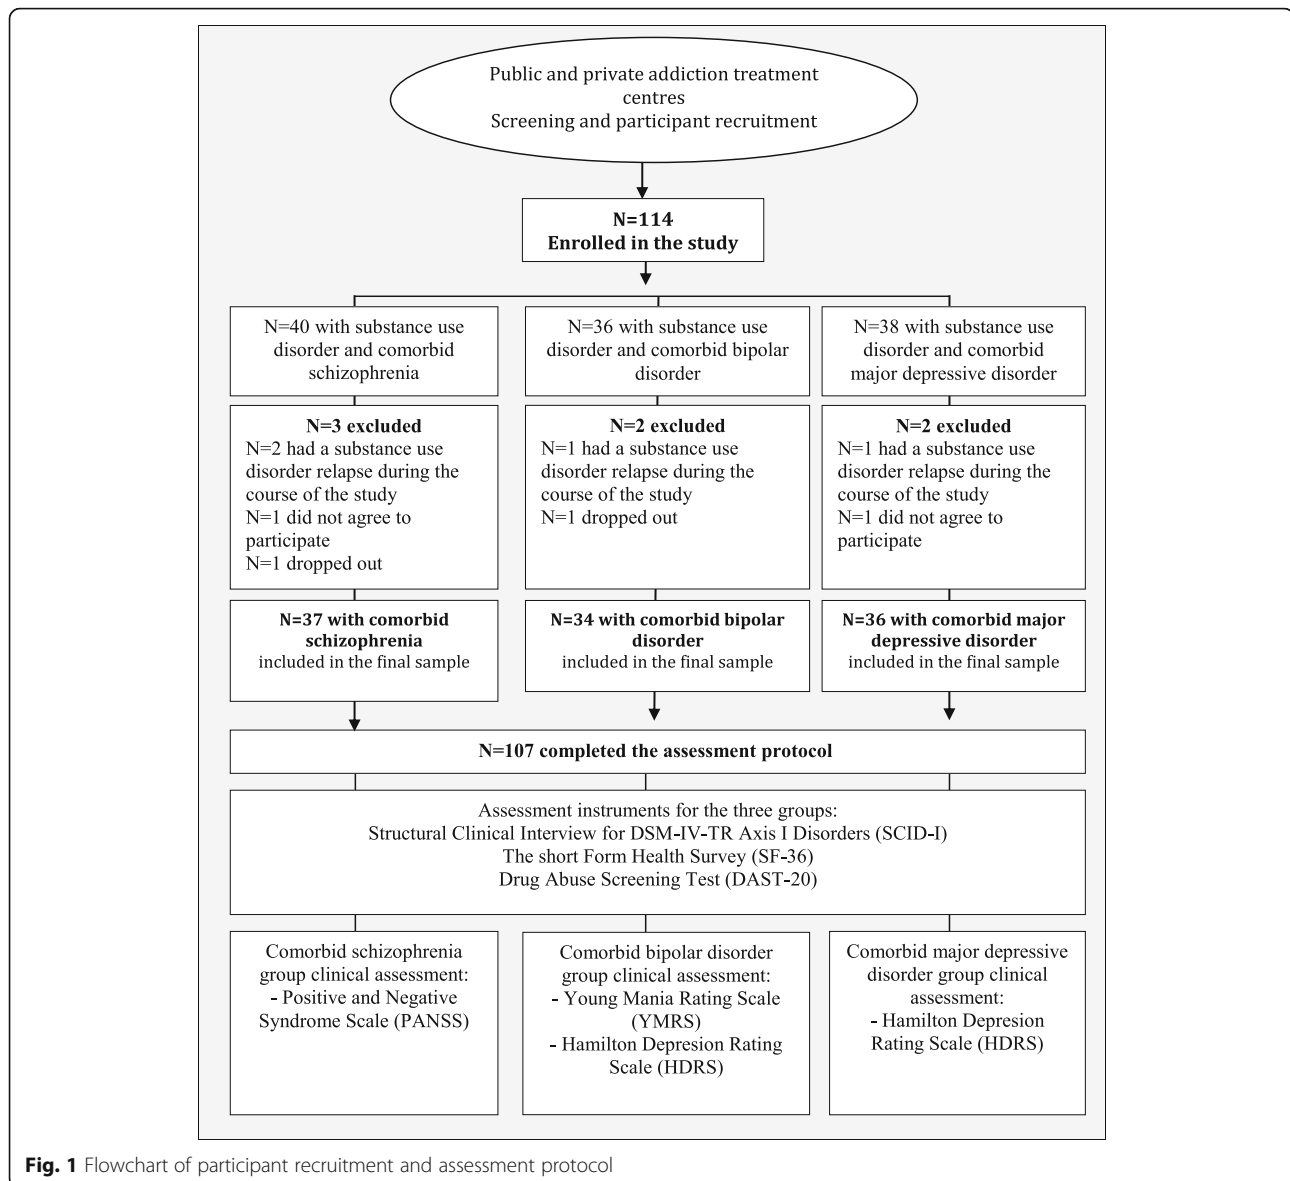 Public and private addiction treatment
centres
Screening and participant recruitment
N=114
Enrolled in the study
N=40 with substance use
disorder and comorbid
schizophrenia
N=36 with substance use
disorder and comorbid bipolar
disorder
N=38 with substance use
disorder and comorbid
major depressive disorder
N=3 excluded
N=2 had a substance use
disorder relapse during the
course of the study
N=1 did not agree to
participate
N=1 dropped out
N=2 excluded
N=1 had a substance use
disorder relapse during the
course of the study
N=1 dropped out
N=2 excluded
N=1 had a substance use
disorder relapse during the
course of the study
N=1 did not agree to
participate
N=37 with comorbid
schizophrenia
included in the final sample
N=34 with comorbid bipolar
disorder
included in the final sample
N=36 with comorbid major
depressive disorder
included in the final sample
N=107 completed the assessment protocol
Assessment instruments for the three groups:
Structural Clinical Interview for DSM-IV-TR Axis I Disorders (SCID-I)
The short Form Health Survey (SF-36)
Drug Abuse Screening Test (DAST-20)
Comorbid schizophrenia
group clinical assessment:
- Positive and Negative
Syndrome Scale (PANSS)
Comorbid bipolar disorder
group clinical assessment:
- Young Mania Rating Scale
(YMRS)
- Hamilton Depresion Rating
Scale (HDRS)
Comorbid major depressive
disorder group clinical
assessment:
- Hamilton Depresion
Rating Scale (HDRS)
Fig. 1 Flowchart of participant recruitment and assessment protocol